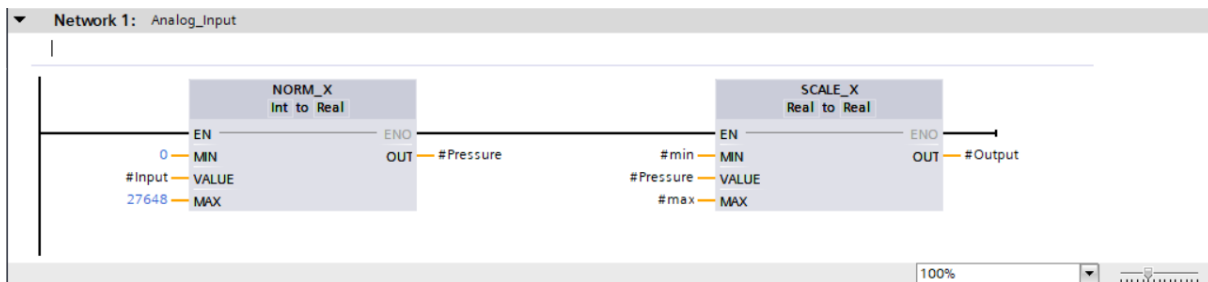 Network 1: Analog_Input
NORM_X
Int to Real
EN ENO
0 MIN OUT #Pressure
#Input VALUE
27648 MAX
SCALE_X
Real to Real
EN ENO
#min MIN OUT #Output
#Pressure VALUE
#max MAX
100%